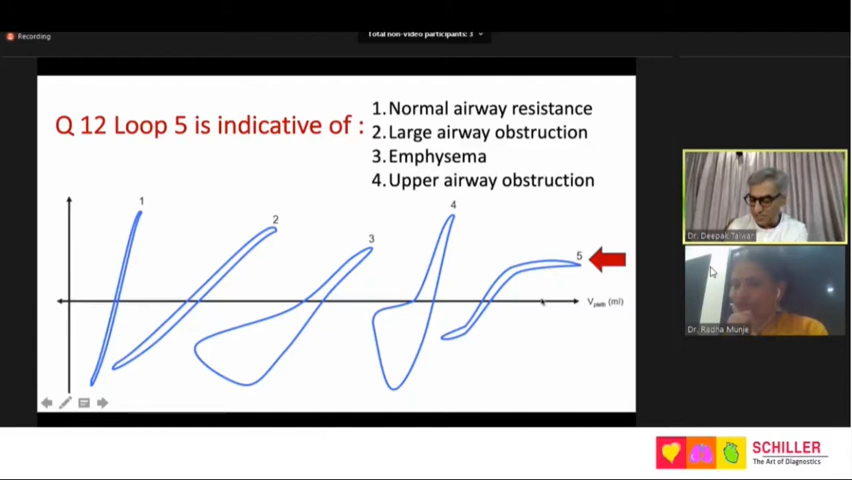 Recording
Total non-video participants: 3
Q 12 Loop 5 is indicative of :
1. Normal airway resistance
2. Large airway obstruction
3. Emphysema
4. Upper airway obstruction
1
2
3
4
5
Vpleth (ml)
Dr. Deepak Talwar
Dr. Radha Munje
SCHILLER
The Art of Diagnostics